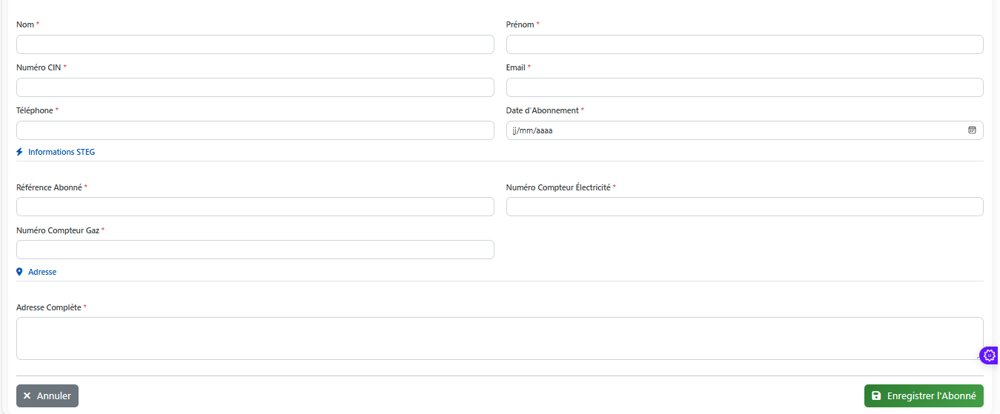 Nom *
Prénom *
Numéro CIN *
Email *
Téléphone *
Date d'Abonnement *
jj/mm/aaaa
Informations STEG
Référence Abonné *
Numéro Compteur Électricité *
Numéro Compteur Gaz *
Adresse
Adresse Complète *
Annuler
Enregistrer l'Abonné